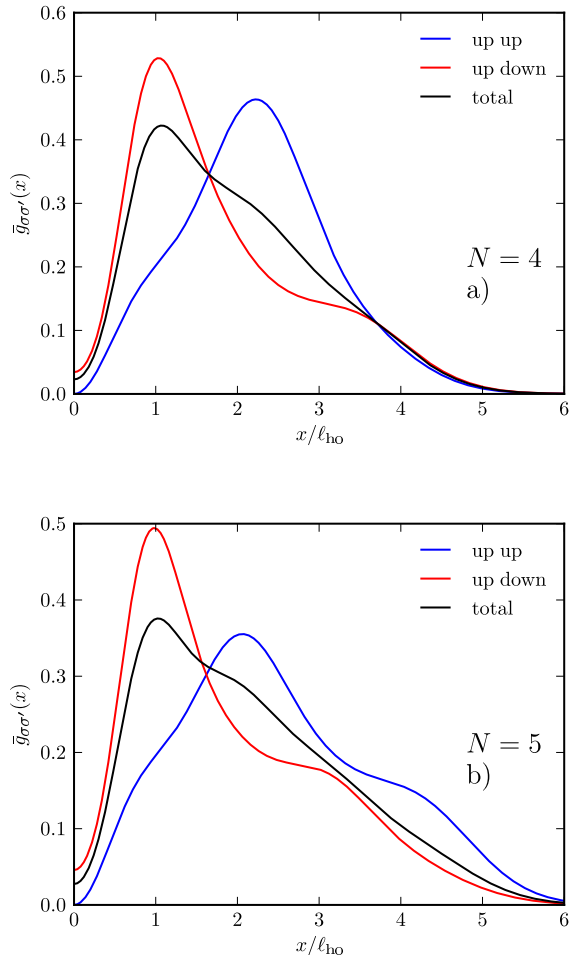 0.6
0.5
0.4
0.3
0.2
0.1
0.0
ḡσσ′(x)
up up
up down
total
N = 4
a)
0 1 2 3 4 5 6
x/ℓho
0.5
0.4
0.3
0.2
0.1
0.0
ḡσσ′(x)
up up
up down
total
N = 5
b)
0 1 2 3 4 5 6
x/ℓho